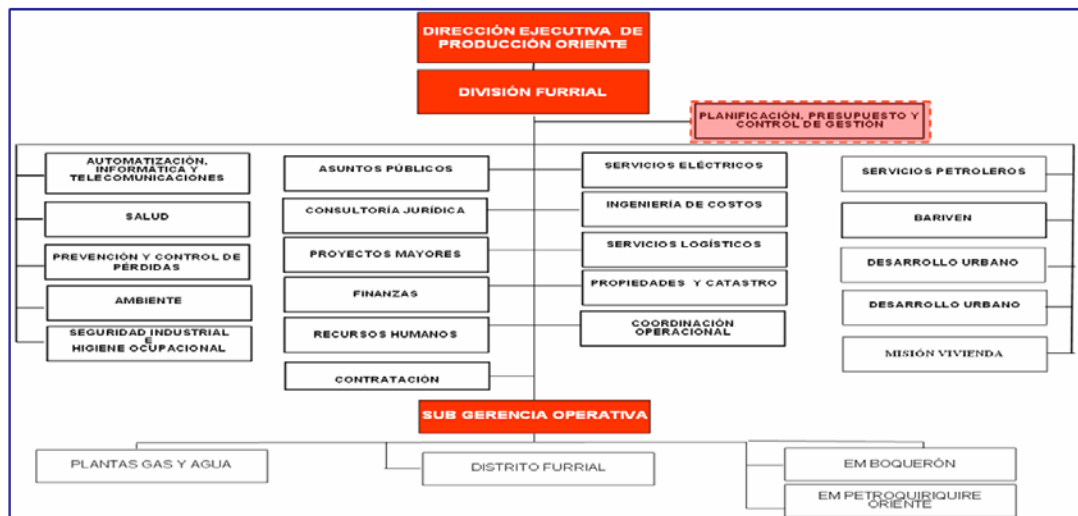 DIRECCIÓN EJECUTIVA DE
PRODUCCIÓN ORIENTE
DIVISIÓN FURRIAL
PLANIFICACIÓN, PRESUPUESTO Y
CONTROL DE GESTIÓN
AUTOMATIZACIÓN,
INFORMÁTICA Y
TELECOMUNICACIONES
SALUD
PREVENCIÓN Y CONTROL DE
PÉRDIDAS
AMBIENTE
SEGURIDAD INDUSTRIAL
E
HIGIENE OCUPACIONAL
ASUNTOS PÚBLICOS
CONSULTORÍA JURÍDICA
PROYECTOS MAYORES
FINANZAS
RECURSOS HUMANOS
CONTRATACIÓN
SERVICIOS ELÉCTRICOS
INGENIERÍA DE COSTOS
SERVICIOS LOGÍSTICOS
PROPIEDADES Y CATASTRO
COORDINACIÓN
OPERACIONAL
SERVICIOS PETROLEROS
BARIVEN
DESARROLLO URBANO
DESARROLLO URBANO
MISIÓN VIVIENDA
SUB GERENCIA OPERATIVA
PLANTAS GAS Y AGUA
DISTRITO FURRIAL
EM BOQUERÓN
EM PETROQUIRIQUIRE
ORIENTE